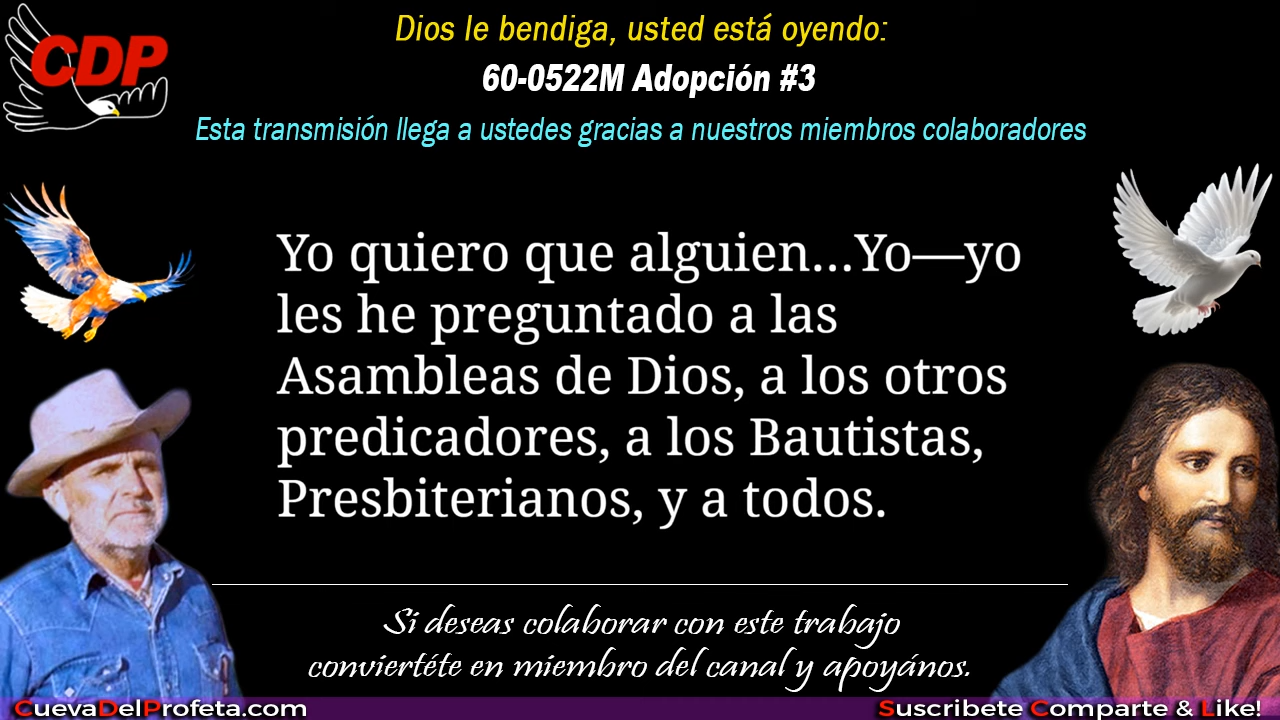 CDP
Dios le bendiga, usted está oyendo:
60-0522M Adopción #3
Esta transmisión llega a ustedes gracias a nuestros miembros colaboradores
Yo quiero que alguien...Yo—yo
les he preguntado a las
Asambleas de Dios, a los otros
predicadores, a los Bautistas,
Presbiterianos, y a todos.
Si deseas colaborar con este trabajo
conviertéte en miembro del canal y apoyános.
CuevaDelProfeta.com
Suscribete Comparte & Like!